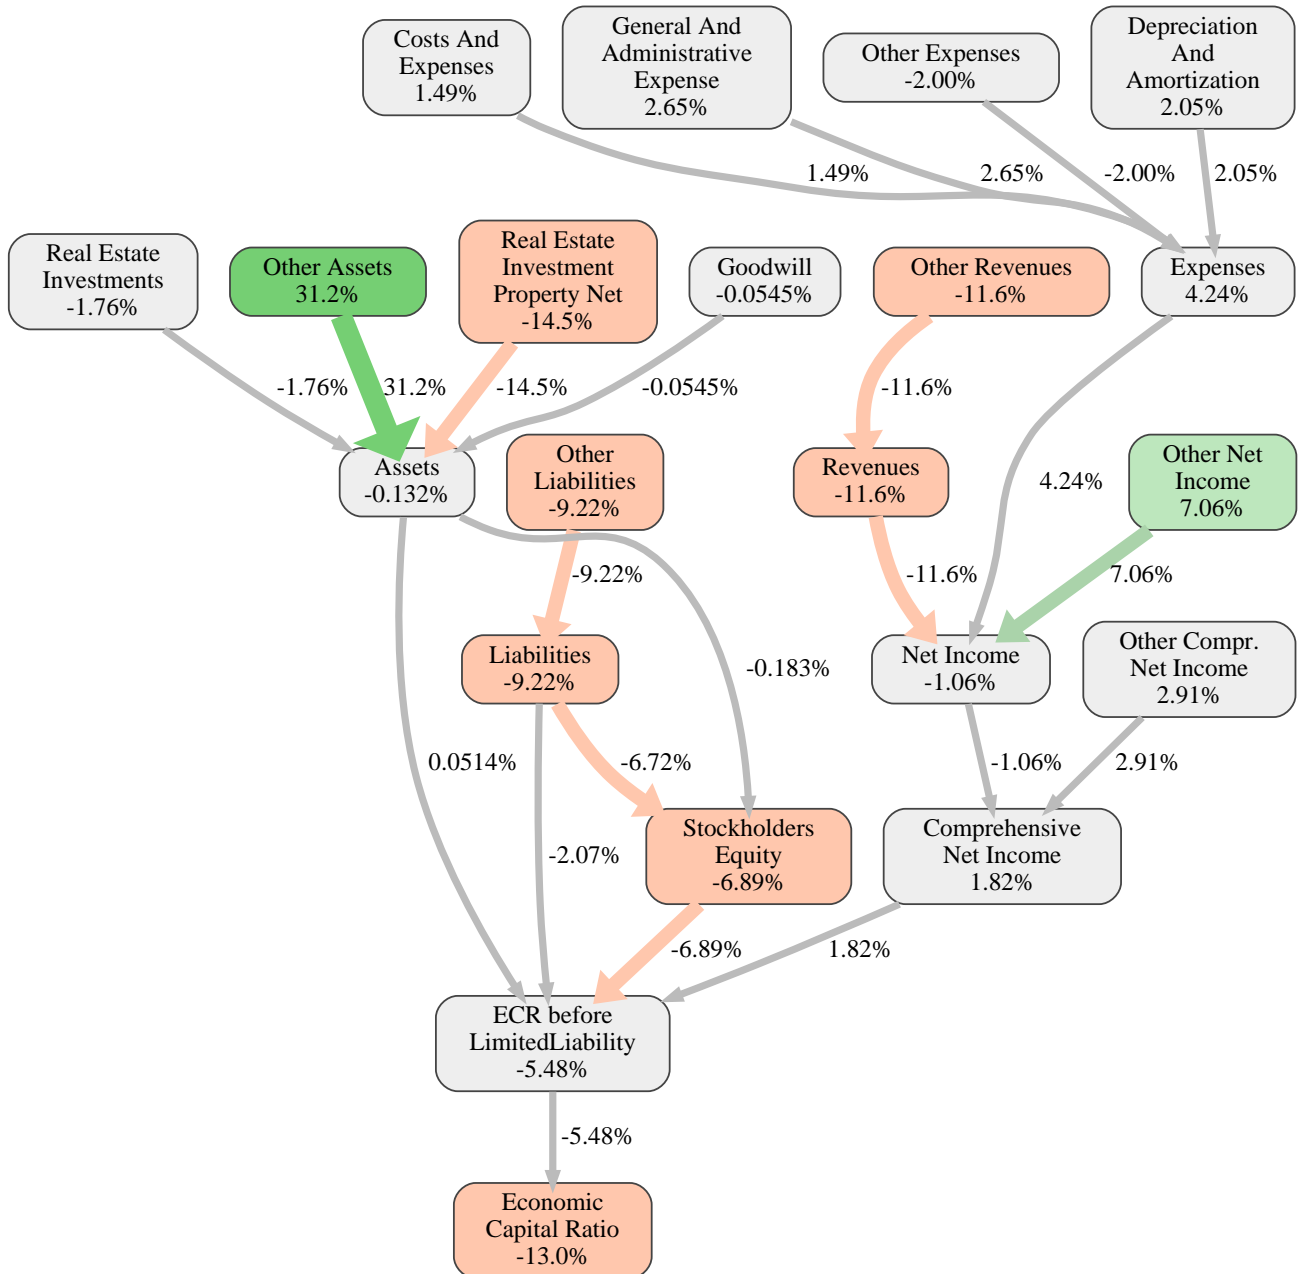 Costs And
Expenses
1.49%
General And
Administrative
Expense
2.65%
Other Expenses
-2.00%
Depreciation
And
Amortization
2.05%
1.49%
2.65%
-2.00%
2.05%
Real Estate
Investments
-1.76%
Other Assets
31.2%
Real Estate
Investment
Property Net
-14.5%
Goodwill
-0.0545%
Other Revenues
-11.6%
Expenses
4.24%
-1.76%
31.2%
-14.5%
-0.0545%
-11.6%
4.24%
Assets
-0.132%
Other
Liabilities
-9.22%
Revenues
-11.6%
Other Net
Income
7.06%
-9.22%
-11.6%
7.06%
Liabilities
-9.22%
-0.183%
Net Income
-1.06%
Other Compr.
Net Income
2.91%
0.0514%
-6.72%
-1.06%
2.91%
-2.07%
Stockholders
Equity
-6.89%
Comprehensive
Net Income
1.82%
-6.89%
1.82%
ECR before
LimitedLiability
-5.48%
-5.48%
Economic
Capital Ratio
-13.0%